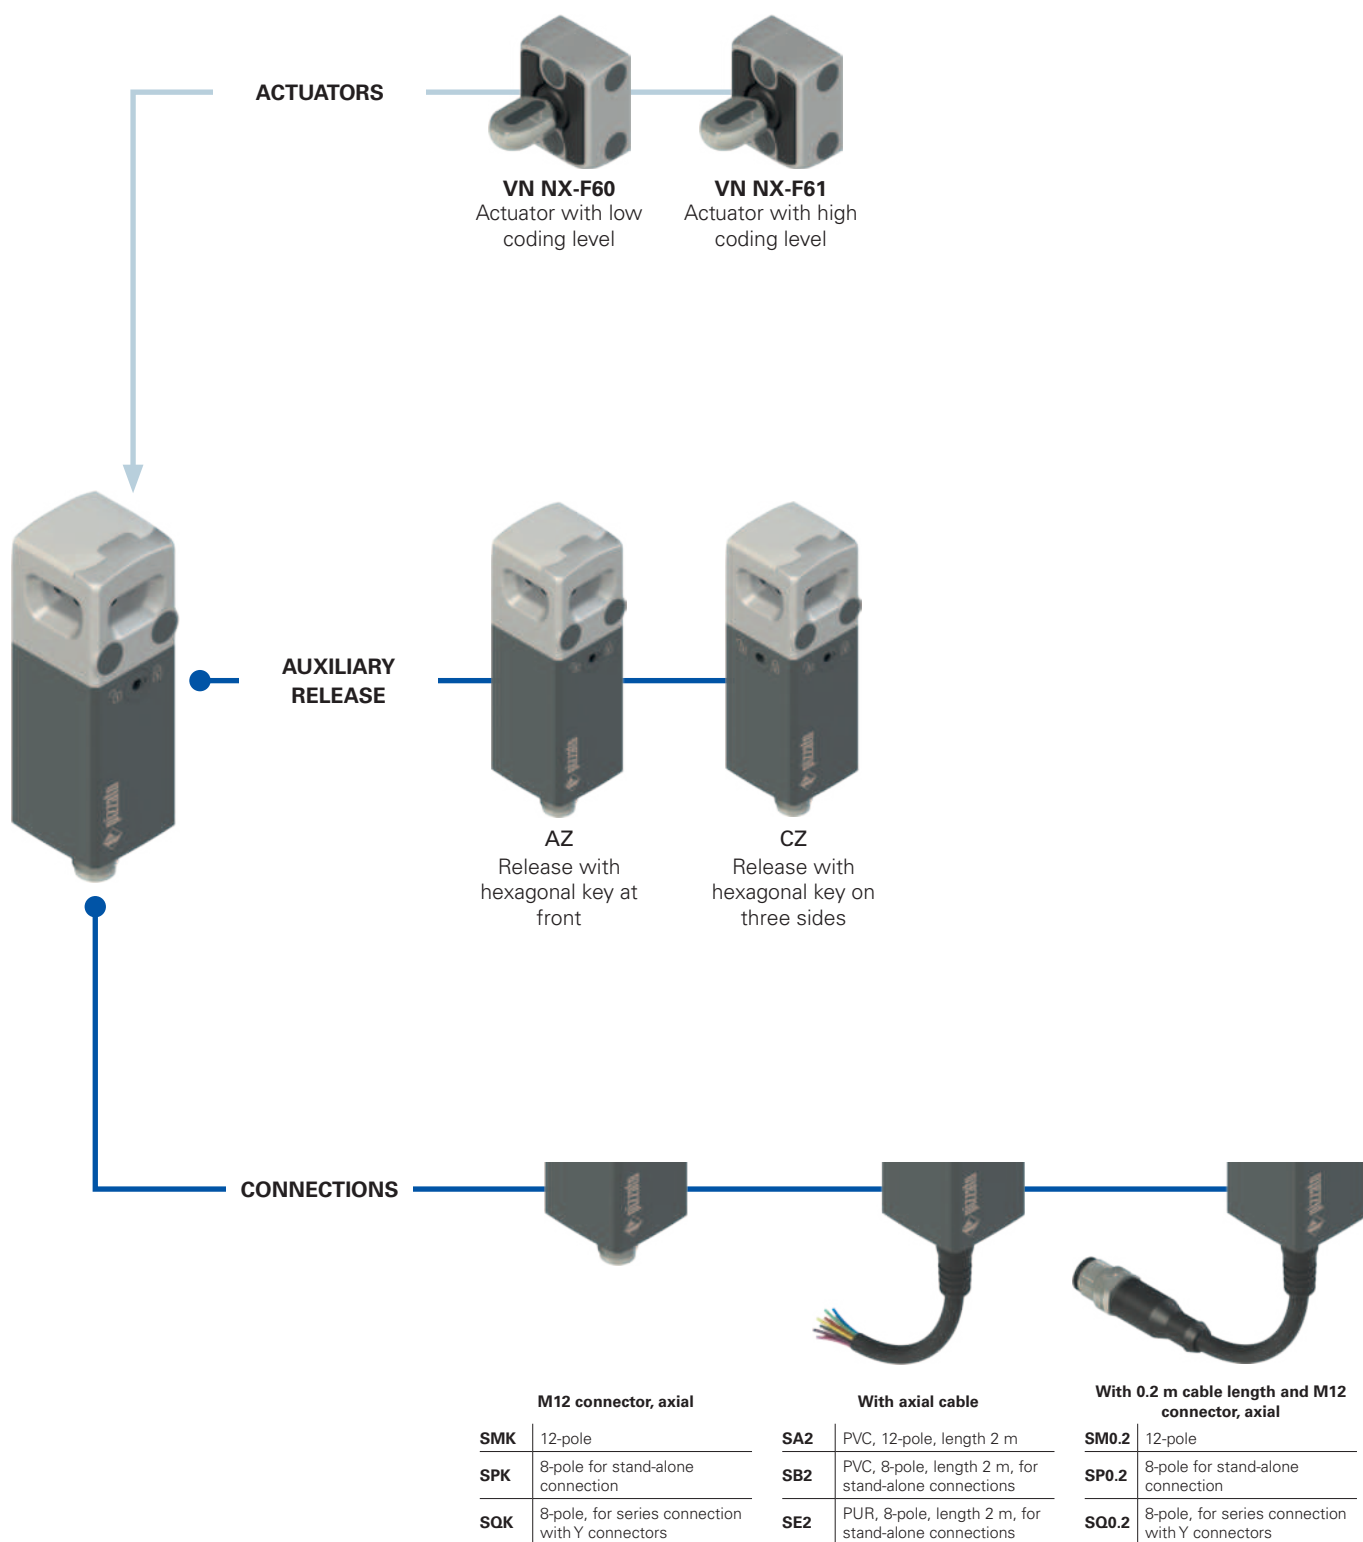 ACTUATORS
VN NX-F60
Actuator with low
coding level
VN NX-F61
Actuator with high
coding level
AUXILIARY
RELEASE
pizzato
pizzato
pizzato
AZ
Release with
hexagonal key at
front
CZ
Release with
hexagonal key on
three sides
CONNECTIONS
pizzato
pizzato
pizzato
M12 connector, axial
SMK 12-pole
SPK 8-pole for stand-alone
connection
SQK 8-pole, for series connection
with Y connectors
With axial cable
SA2 PVC, 12-pole, length 2 m
SB2 PVC, 8-pole, length 2 m, for
stand-alone connections
SE2 PUR, 8-pole, length 2 m, for
stand-alone connections
With 0.2 m cable length and M12
connector, axial
SM0.2 12-pole
SP0.2 8-pole for stand-alone
connection
SQ0.2 8-pole, for series connection
with Y connectors